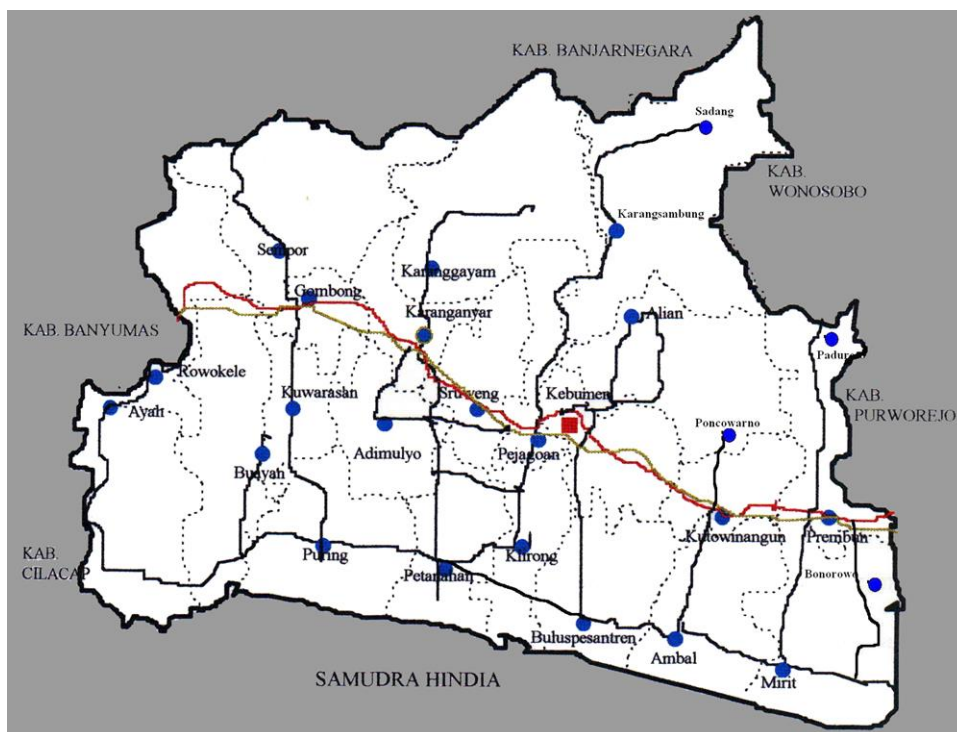 KAB. BANJARNEGARA
Sadang
KAB.
WONOSOBO
Karangsambung
Sempor
Karanggayam
Gombong
Karanganyar
Alian
KAB. BANYUMAS
Rowokele
Kuwarasan
Sruweng
Kebumen
KAB.
PURWOREJO
Ayah
Adimulyo
Pejagoan
Poncowarno
Buayan
Kutowinangun
Prembun
KAB.
CILACAP
Puring
Petanahan
Klirong
Bonorowo
Buluspesantren
Ambal
Mirit
SAMUDRA HINDIA